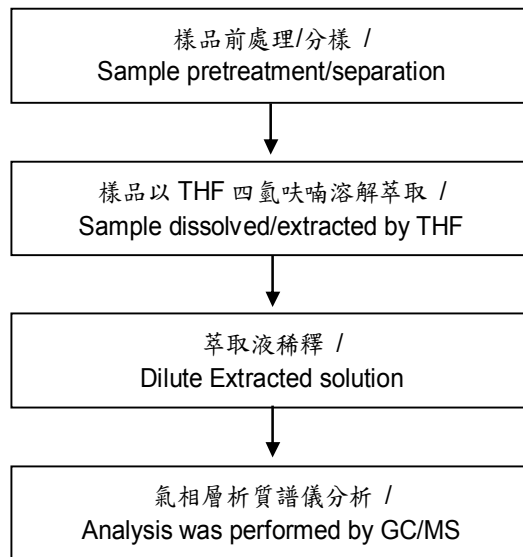 樣品前處理/分樣 /
Sample pretreatment/separation
樣品以 THF 四氫呋喃溶解萃取 /
Sample dissolved/extracted by THF
萃取液稀釋 /
Dilute Extracted solution
氣相層析質譜儀分析 /
Analysis was performed by GC/MS